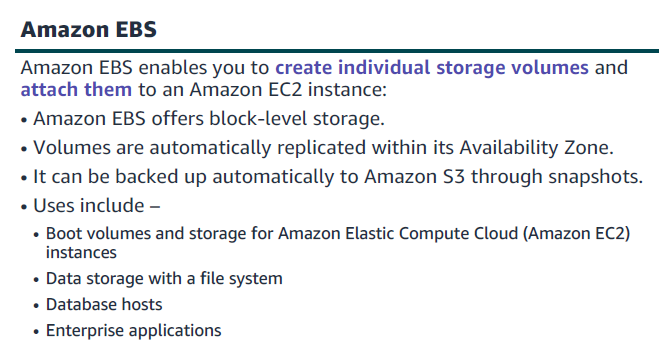 Amazon EBS
Amazon EBS enables you to create individual storage volumes and
attach them to an Amazon EC2 instance:
• Amazon EBS offers block-level storage.
• Volumes are automatically replicated within its Availability Zone.
• It can be backed up automatically to Amazon S3 through snapshots.
• Uses include –
• Boot volumes and storage for Amazon Elastic Compute Cloud (Amazon EC2)
instances
• Data storage with a file system
• Database hosts
• Enterprise applications